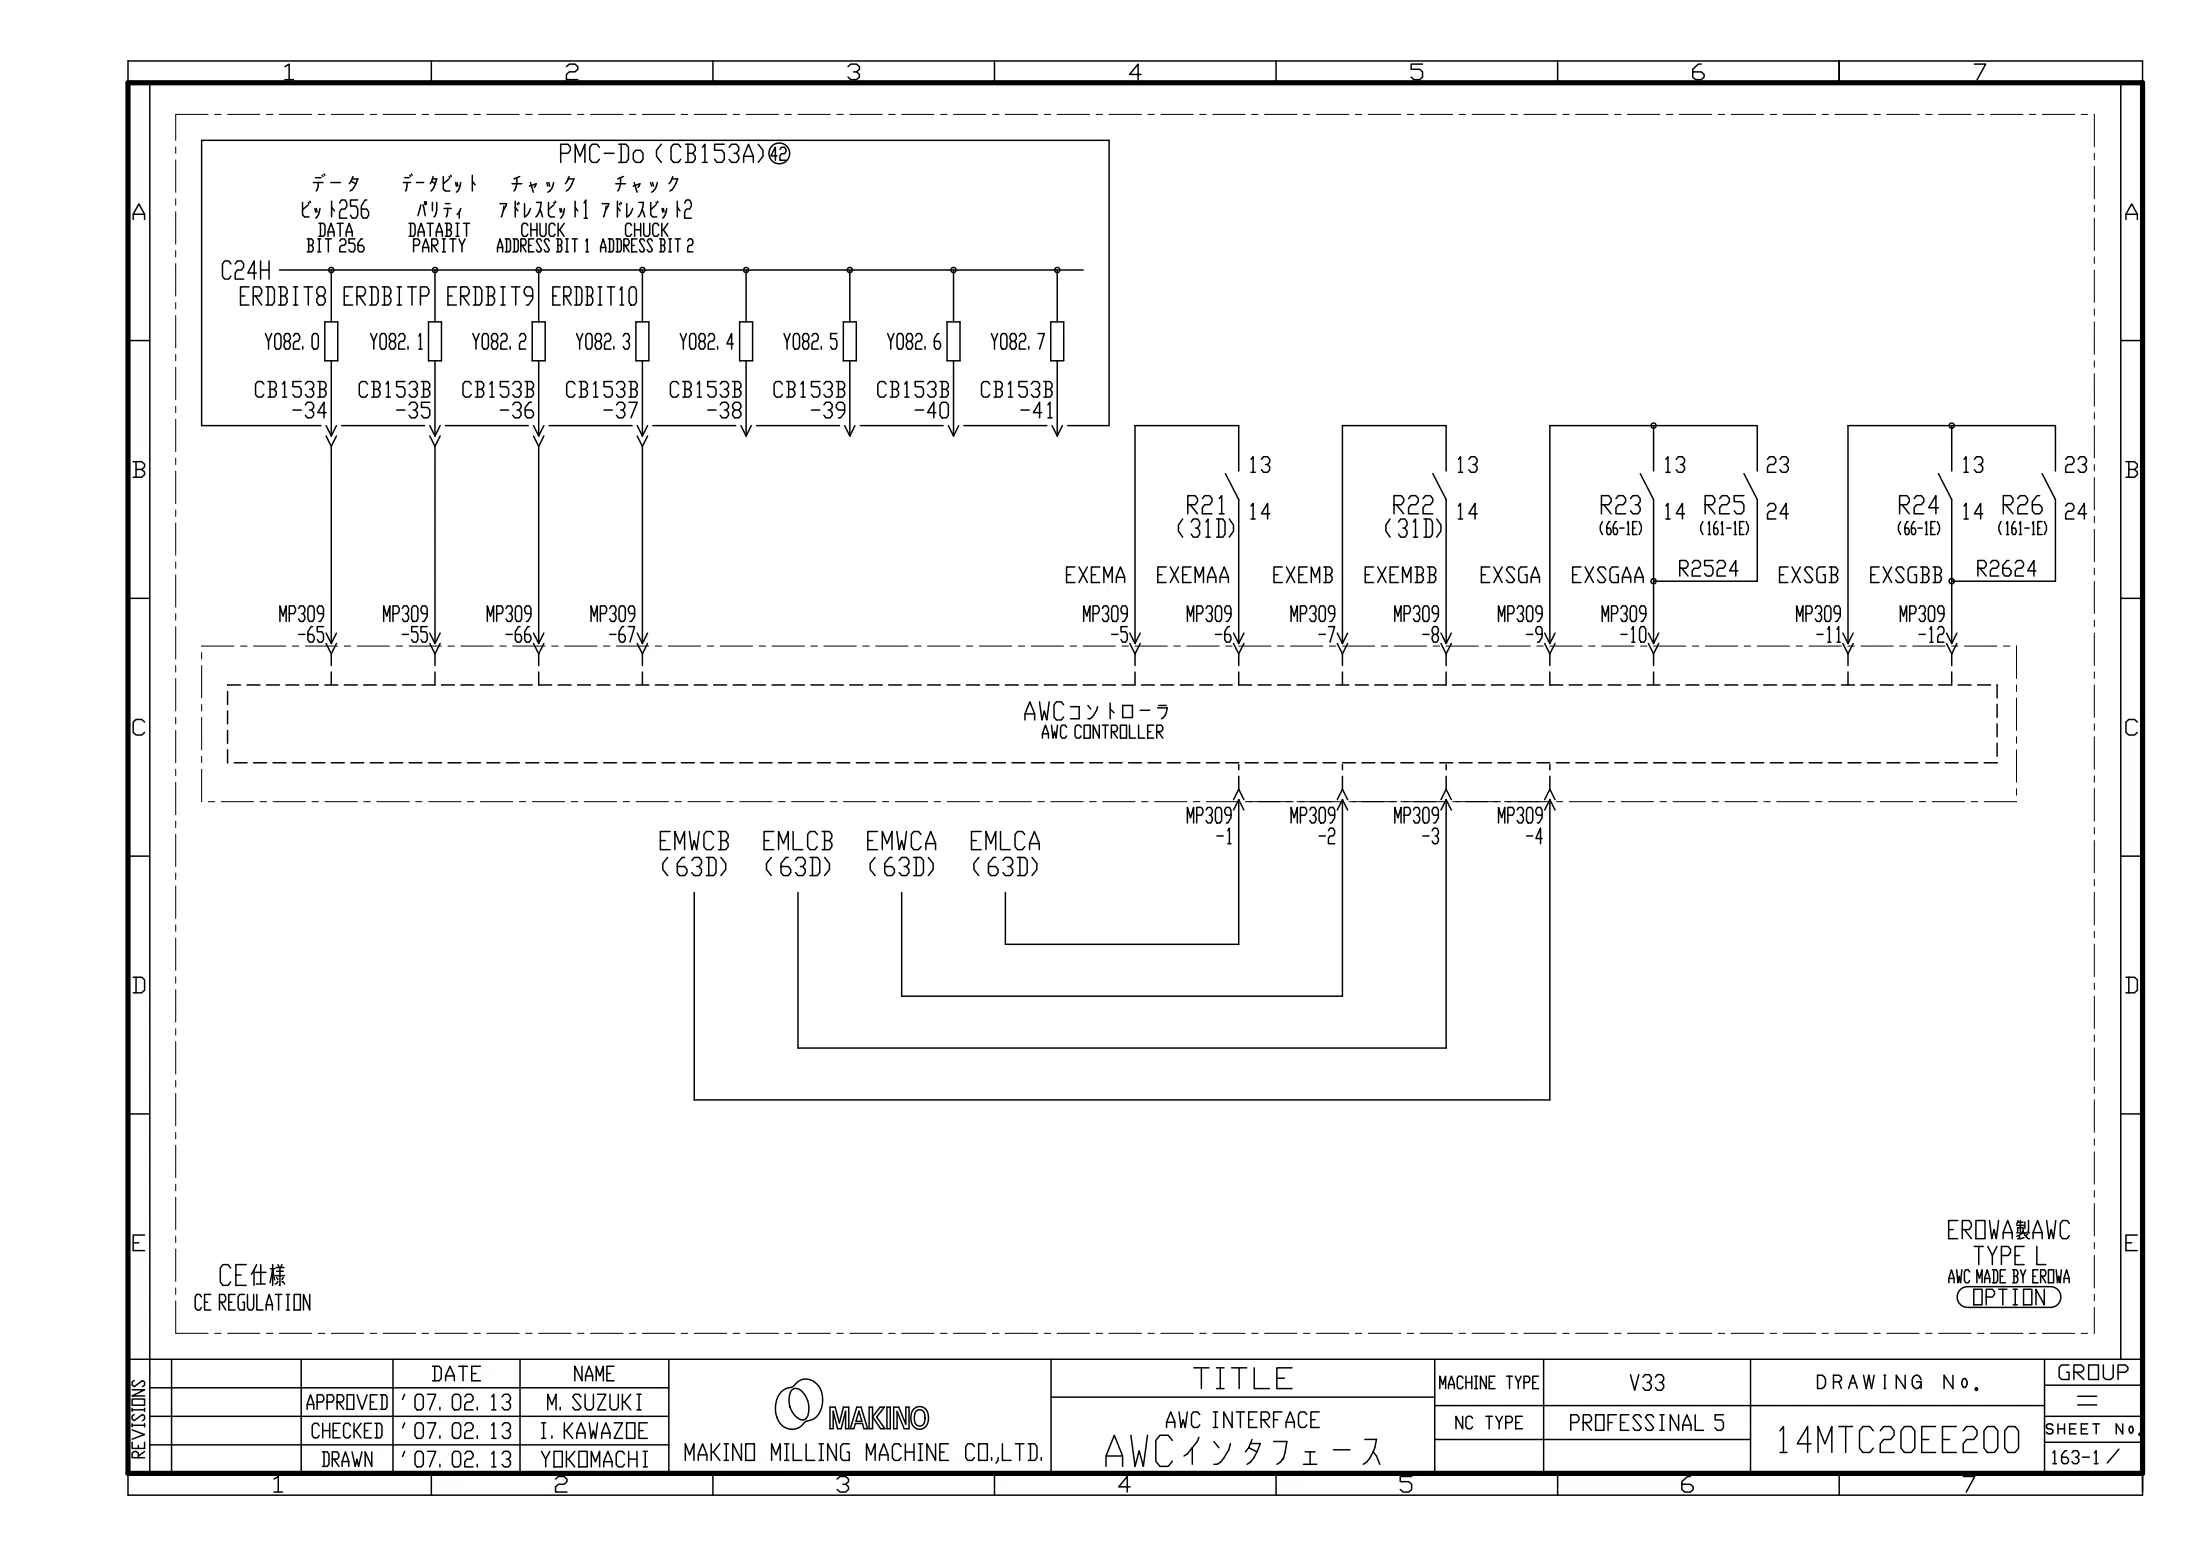 1 2 3 4 5 6 7
A A
B B
C C
D D
E E
PMC-Do(CB153A)㊷
データ データビット チャック チャック
ビット256 パリティ アドレスビット1 アドレスビット2
DATA DATABIT CHUCK CHUCK
BIT 256 PARITY ADDRESS BIT 1 ADDRESS BIT 2
C24H
ERDBIT8 ERDBITP ERDBIT9 ERDBIT10
Y082.0 Y082.1 Y082.2 Y082.3 Y082.4 Y082.5 Y082.6 Y082.7
CB153B CB153B CB153B CB153B CB153B CB153B CB153B CB153B
-34 -35 -36 -37 -38 -39 -40 -41
13 13 13 23 13 23
R21 R22 R23 R25 R24 R26
14 14 14 24 14 24
(31D) (31D) (66-1E) (161-1E) (66-1E) (161-1E)
EXEMA EXEMAA EXEMB EXEMBB EXSGA EXSGAA R2524 EXSGB EXSGBB R2624
MP309 MP309 MP309 MP309 MP309 MP309 MP309 MP309 MP309 MP309 MP309 MP309
-65 -55 -66 -67 -5 -6 -7 -8 -9 -10 -11 -12
AWCコントローラ
AWC CONTROLLER
MP309 MP309 MP309 MP309
-1 -2 -3 -4
EMWCB EMLCB EMWCA EMLCA
(63D) (63D) (63D) (63D)
EROWA製AWC
TYPE L
AWC MADE BY EROWA
OPTION
CE仕様
CE REGULATION
REVISIONS
DATE NAME
APPROVED '07.02.13 M. SUZUKI
CHECKED '07.02.13 I. KAWAZOE
DRAWN '07.02.13 YOKOMACHI
MAKINO
MAKINO MILLING MACHINE CO.,LTD.
TITLE
AWC INTERFACE
AWCインタフェース
MACHINE TYPE V33
NC TYPE PROFESSINAL 5
DRAWING No.
14MTC20EE200
GROUP
=
SHEET No.
163-1/
1 2 3 4 5 6 7